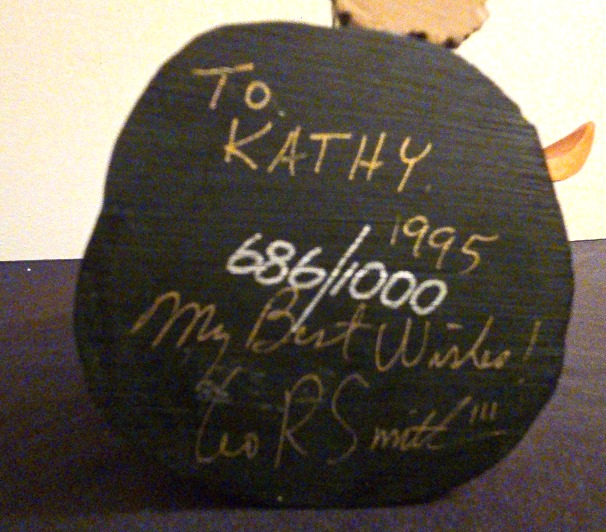 To.
KATHY.
1995
686/1000
My Best Wishes!
Leo R Smith III